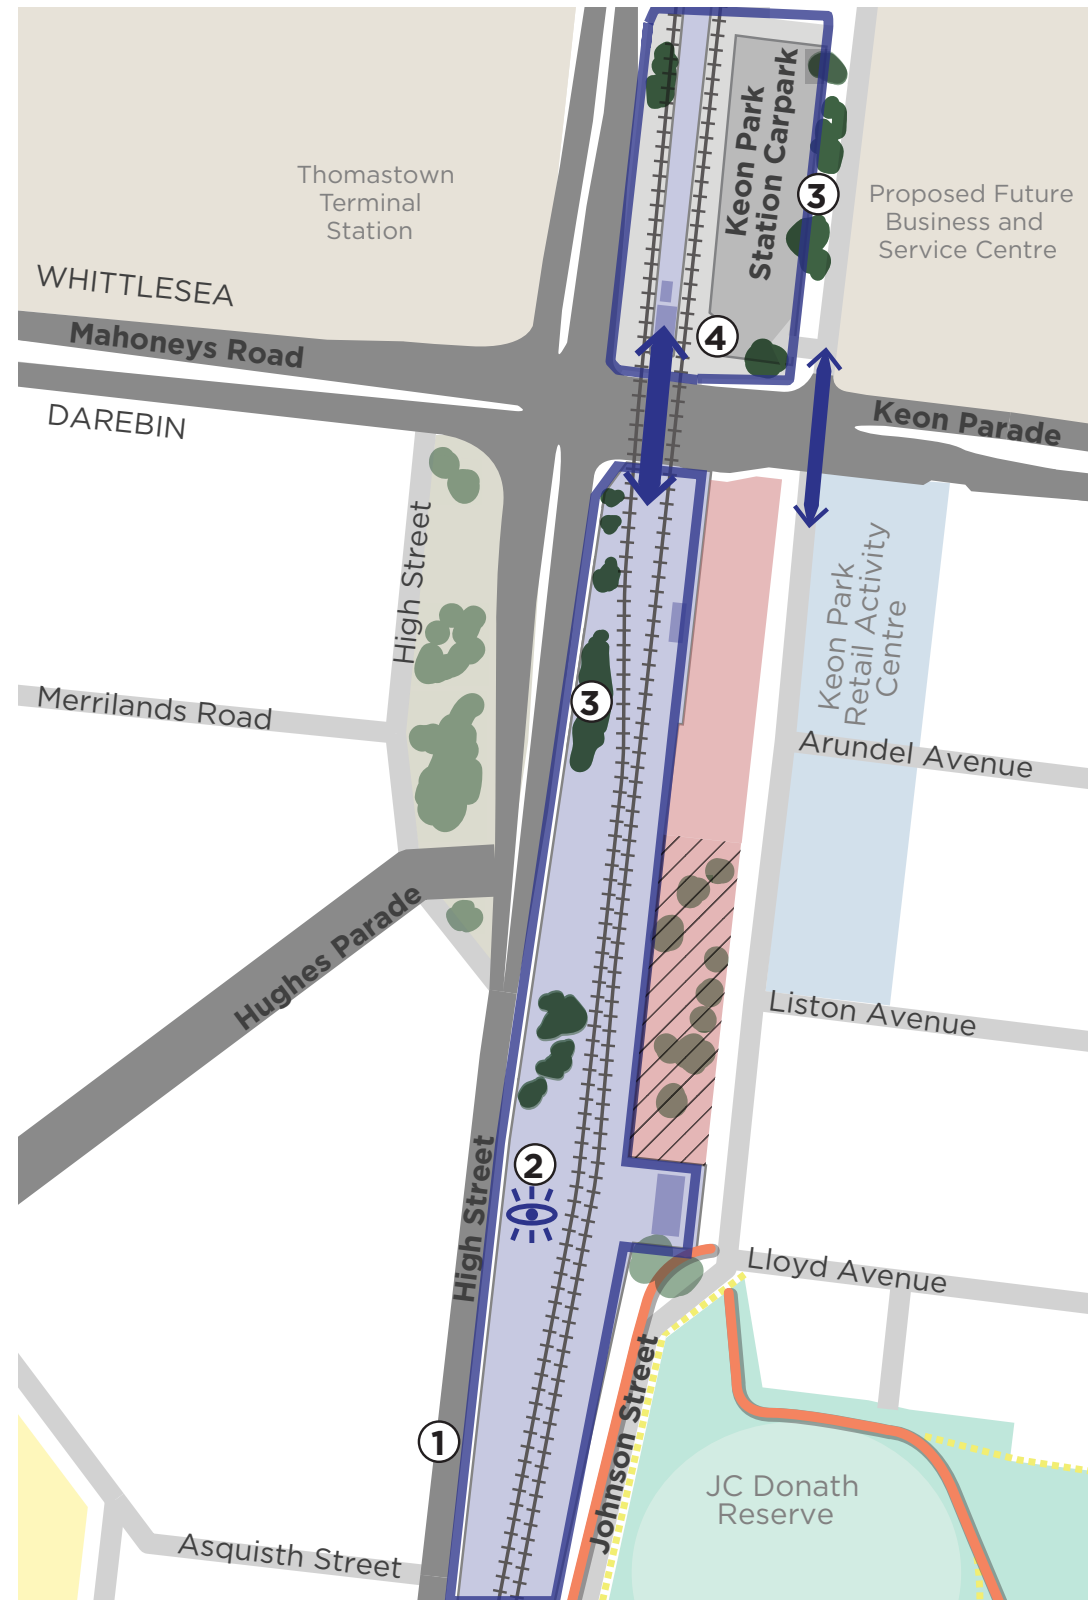 Keon Park
Station Carpark
3
Thomastown
Terminal
Station
Proposed Future
Business and
Service Centre
WHITTLESEA
Mahoneys Road
4
DAREBIN
Keon Parade
High Street
Keon Park
Retail Activity
Centre
Merrilands Road
3
Arundel Avenue
Hughes Parade
Liston Avenue
2
High Street
Lloyd Avenue
Johnson Street
1
JC Donath
Reserve
Asquisth Street